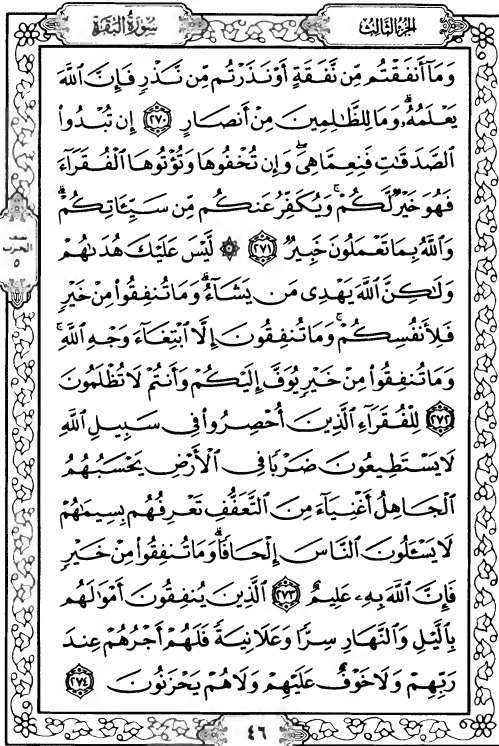 الجزء الثالث
سورة البقرة
وَمَآ أَنفَقْتُم مِّن نَّفَقَةٍ أَوْ نَذَرْتُم مِّن نَّذْرٍ فَإِنَّ ٱللَّهَ
يَعْلَمُهُۥ ۗ وَمَا لِلظَّٰلِمِينَ مِنْ أَنصَارٍ ﴿٢٧٠﴾ إِن تُبْدُوا۟
ٱلصَّدَقَٰتِ فَنِعِمَّا هِىَ ۖ وَإِن تُخْفُوهَا وَتُؤْتُوهَا ٱلْفُقَرَآءَ
فَهُوَ خَيْرٌ لَّكُمْ ۚ وَيُكَفِّرُ عَنكُم مِّن سَيِّـَٔاتِكُمْ ۗ
وَٱللَّهُ بِمَا تَعْمَلُونَ خَبِيرٌ ﴿٢٧١﴾ ۞ لَّيْسَ عَلَيْكَ هُدَىٰهُمْ
وَلَٰكِنَّ ٱللَّهَ يَهْدِى مَن يَشَآءُ ۗ وَمَا تُنفِقُوا۟ مِنْ خَيْرٍ
فَلِأَنفُسِكُمْ ۚ وَمَا تُنفِقُونَ إِلَّا ٱبْتِغَآءَ وَجْهِ ٱللَّهِ ۚ
وَمَا تُنفِقُوا۟ مِنْ خَيْرٍ يُوَفَّ إِلَيْكُمْ وَأَنتُمْ لَا تُظْلَمُونَ
﴿٢٧٢﴾ لِلْفُقَرَآءِ ٱلَّذِينَ أُحْصِرُوا۟ فِى سَبِيلِ ٱللَّهِ
لَا يَسْتَطِيعُونَ ضَرْبًا فِى ٱلْأَرْضِ يَحْسَبُهُمُ
ٱلْجَاهِلُ أَغْنِيَآءَ مِنَ ٱلتَّعَفُّفِ تَعْرِفُهُم بِسِيمَٰهُمْ
لَا يَسْـَٔلُونَ ٱلنَّاسَ إِلْحَافًا ۗ وَمَا تُنفِقُوا۟ مِنْ خَيْرٍ
فَإِنَّ ٱللَّهَ بِهِۦ عَلِيمٌ ﴿٢٧٣﴾ ٱلَّذِينَ يُنفِقُونَ أَمْوَٰلَهُم
بِٱلَّيْلِ وَٱلنَّهَارِ سِرًّا وَعَلَانِيَةً فَلَهُمْ أَجْرُهُمْ عِندَ
رَبِّهِمْ وَلَا خَوْفٌ عَلَيْهِمْ وَلَا هُمْ يَحْزَنُونَ ﴿٢٧٤﴾
الحزب
٥
٤٦